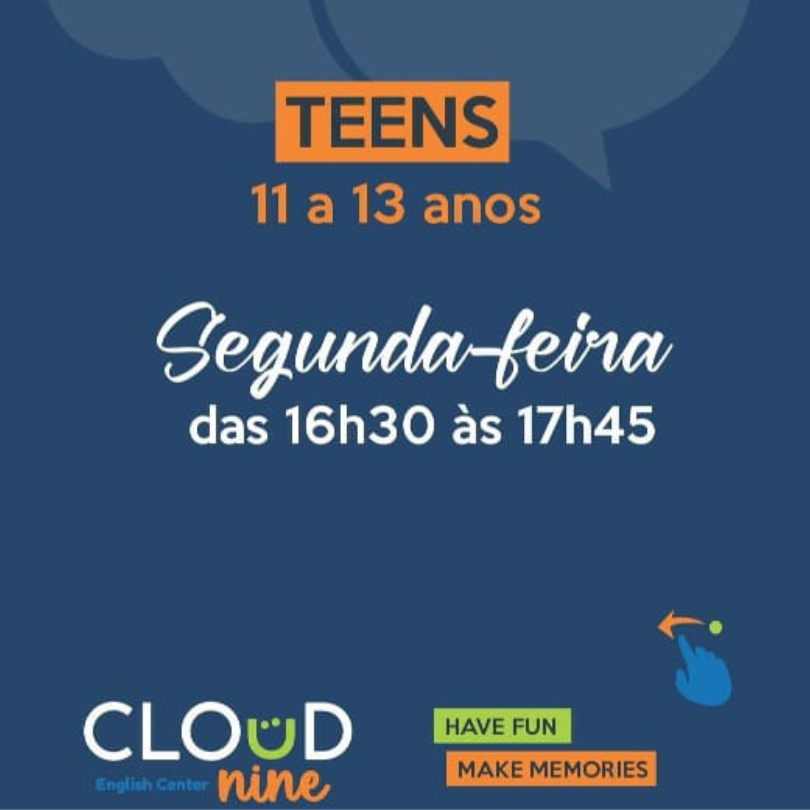 TEENS
11 a 13 anos
Segunda-feira
das 16h30 às 17h45
CLOUD
English Center nine
HAVE FUN
MAKE MEMORIES